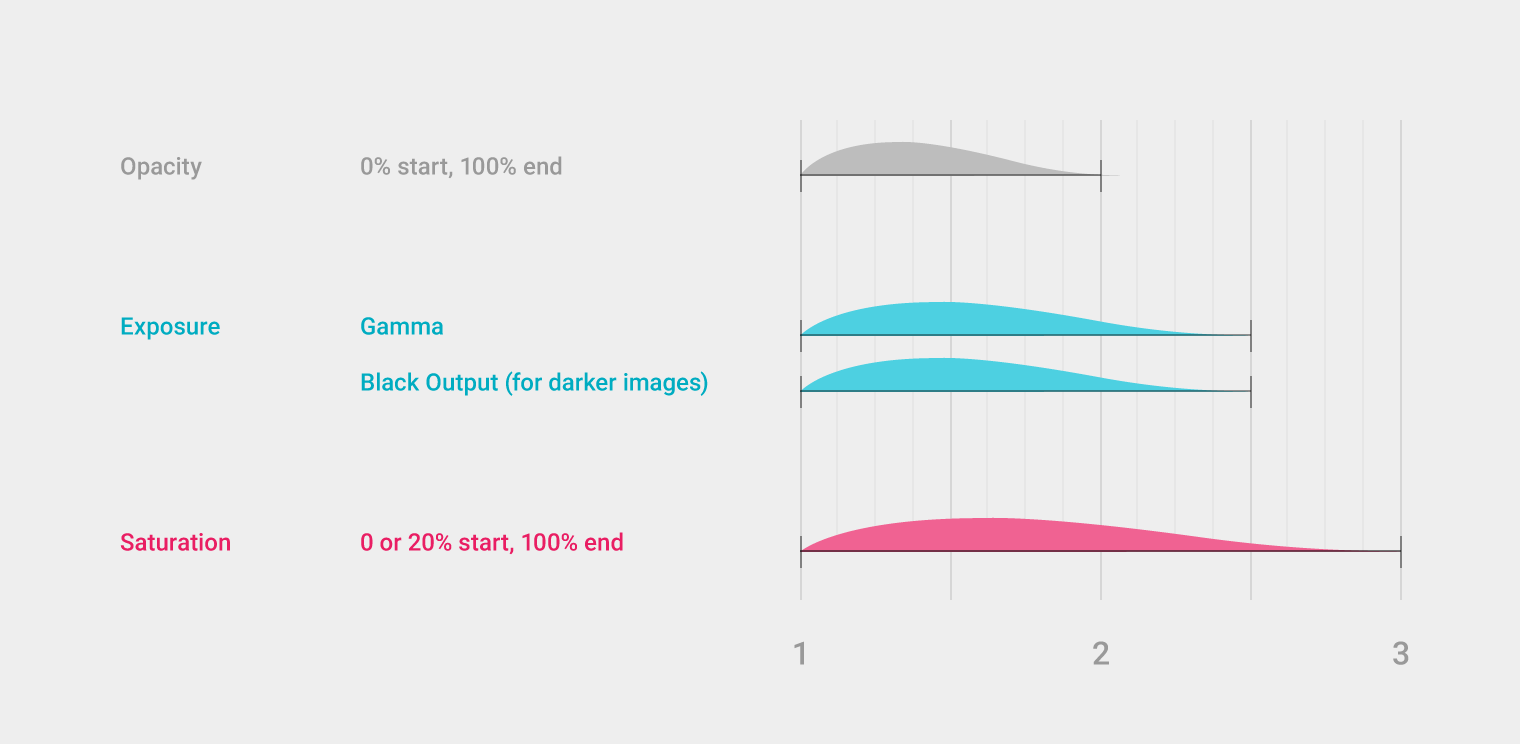 Opacity 0% start, 100% end
Exposure Gamma
Black Output (for darker images)
Saturation 0 or 20% start, 100% end
1 2 3